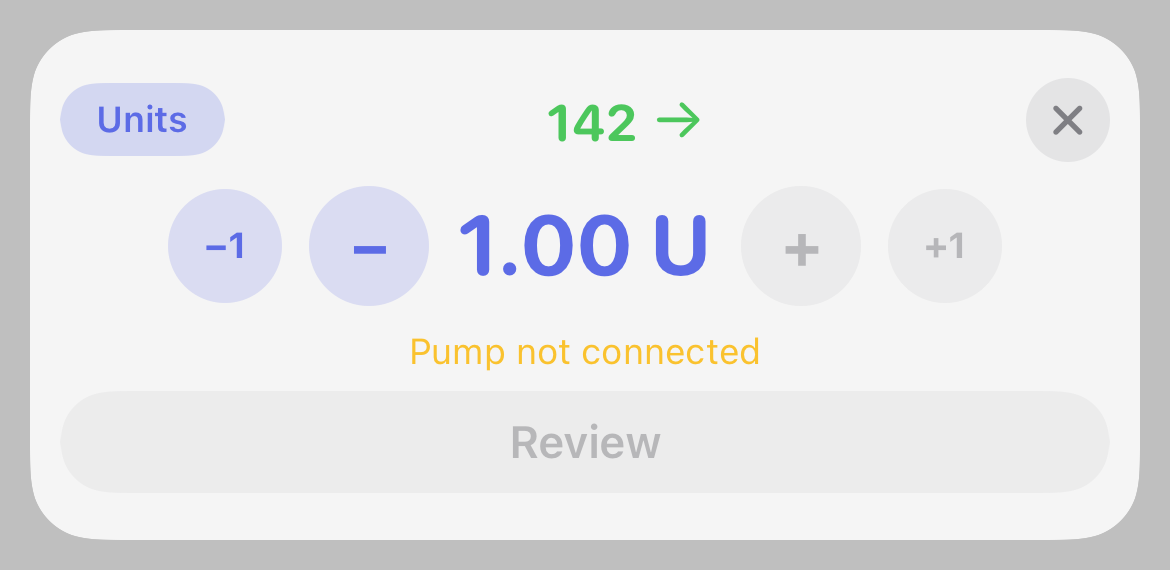 Units 142 →
−1 − 1.00 U + +1
Pump not connected
Review